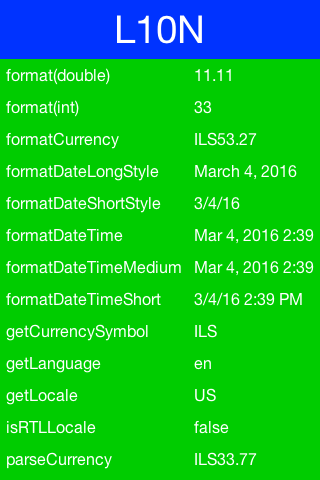 L10N
format(double) 11.11
format(int) 33
formatCurrency ILS53.27
formatDateLongStyle March 4, 2016
formatDateShortStyle 3/4/16
formatDateTime Mar 4, 2016 2:39
formatDateTimeMedium Mar 4, 2016 2:39
formatDateTimeShort 3/4/16 2:39 PM
getCurrencySymbol ILS
getLanguage en
getLocale US
isRTLLocale false
parseCurrency ILS33.77